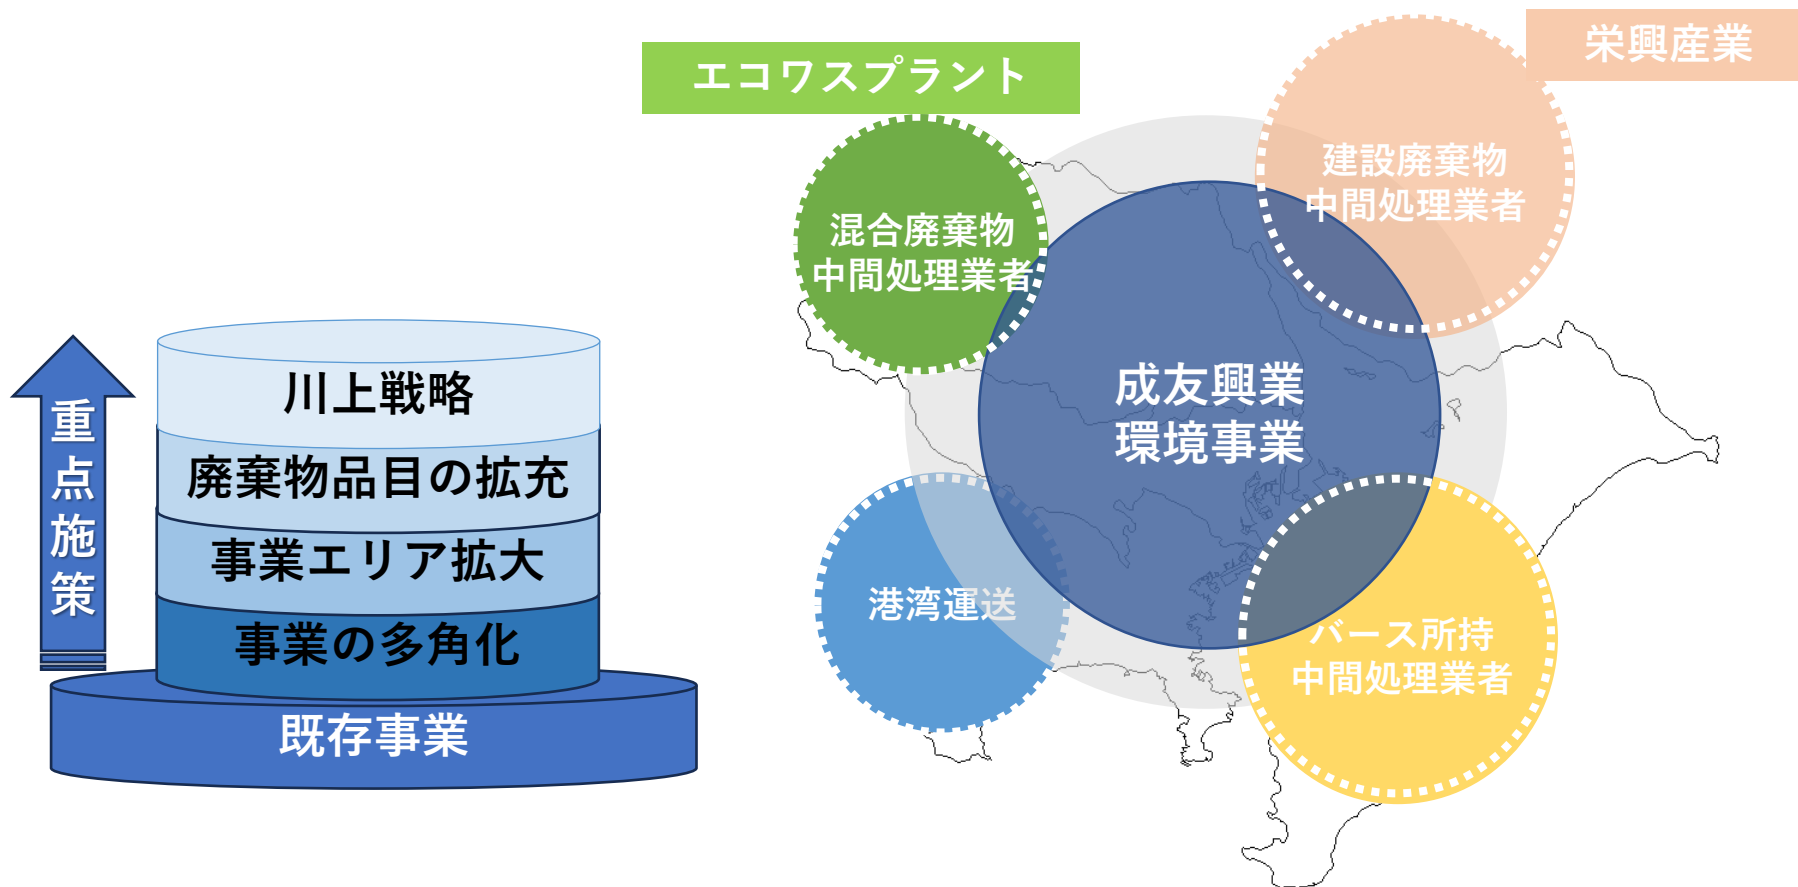 エコワスプラント
栄興産業
建設廃棄物
中間処理業者
混合廃棄物
中間処理業者
成友興業
環境事業
港湾運送
バース所持
中間処理業者
重点施策
川上戦略
廃棄物品目の拡充
事業エリア拡大
事業の多角化
既存事業